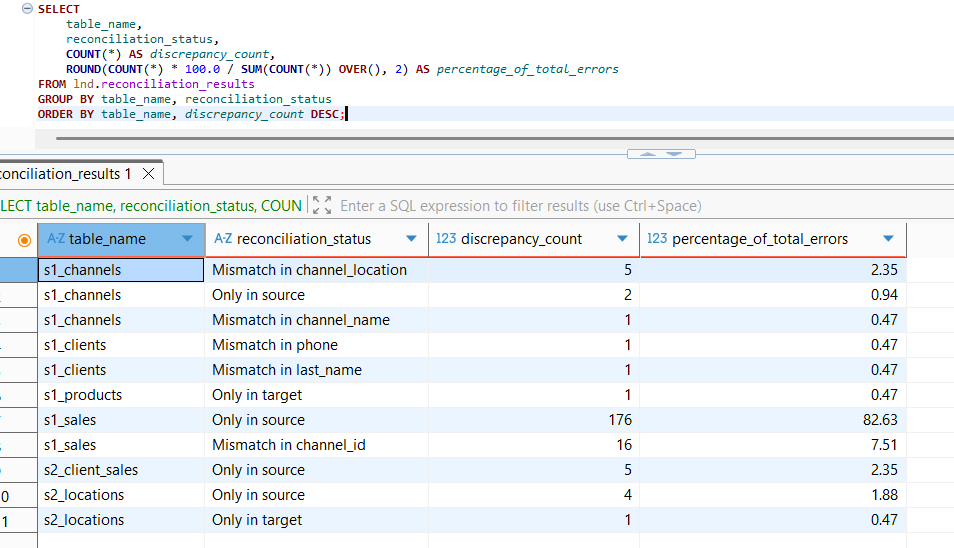 SELECT
table_name,
reconciliation_status,
COUNT(*) AS discrepancy_count,
ROUND(COUNT(*) * 100.0 / SUM(COUNT(*)) OVER(), 2) AS percentage_of_total_errors
FROM lnd.reconciliation_results
GROUP BY table_name, reconciliation_status
ORDER BY table_name, discrepancy_count DESC;
conciliation_results 1
LECT table_name, reconciliation_status, COUN Enter a SQL expression to filter results (use Ctrl+Space)
A-Z table_name A-Z reconciliation_status 123 discrepancy_count 123 percentage_of_total_errors
s1_channels Mismatch in channel_location 5 2.35
s1_channels Only in source 2 0.94
s1_channels Mismatch in channel_name 1 0.47
s1_clients Mismatch in phone 1 0.47
s1_clients Mismatch in last_name 1 0.47
s1_products Only in target 1 0.47
s1_sales Only in source 176 82.63
s1_sales Mismatch in channel_id 16 7.51
s2_client_sales Only in source 5 2.35
0 s2_locations Only in source 4 1.88
1 s2_locations Only in target 1 0.47